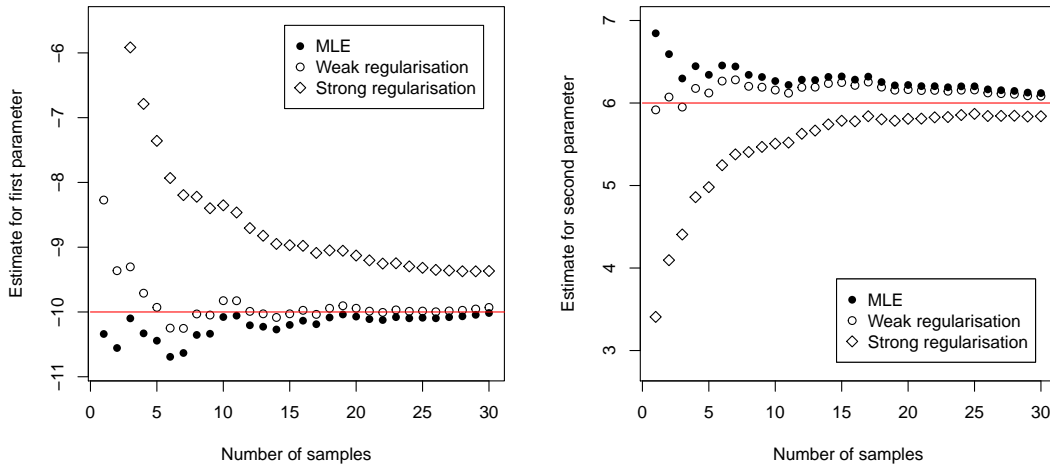 Estimate for first parameter
-6
-7
-8
-9
-10
-11
MLE
Weak regularisation
Strong regularisation
0 5 10 15 20 25 30
Number of samples
Estimate for second parameter
7
6
5
4
3
MLE
Weak regularisation
Strong regularisation
0 5 10 15 20 25 30
Number of samples